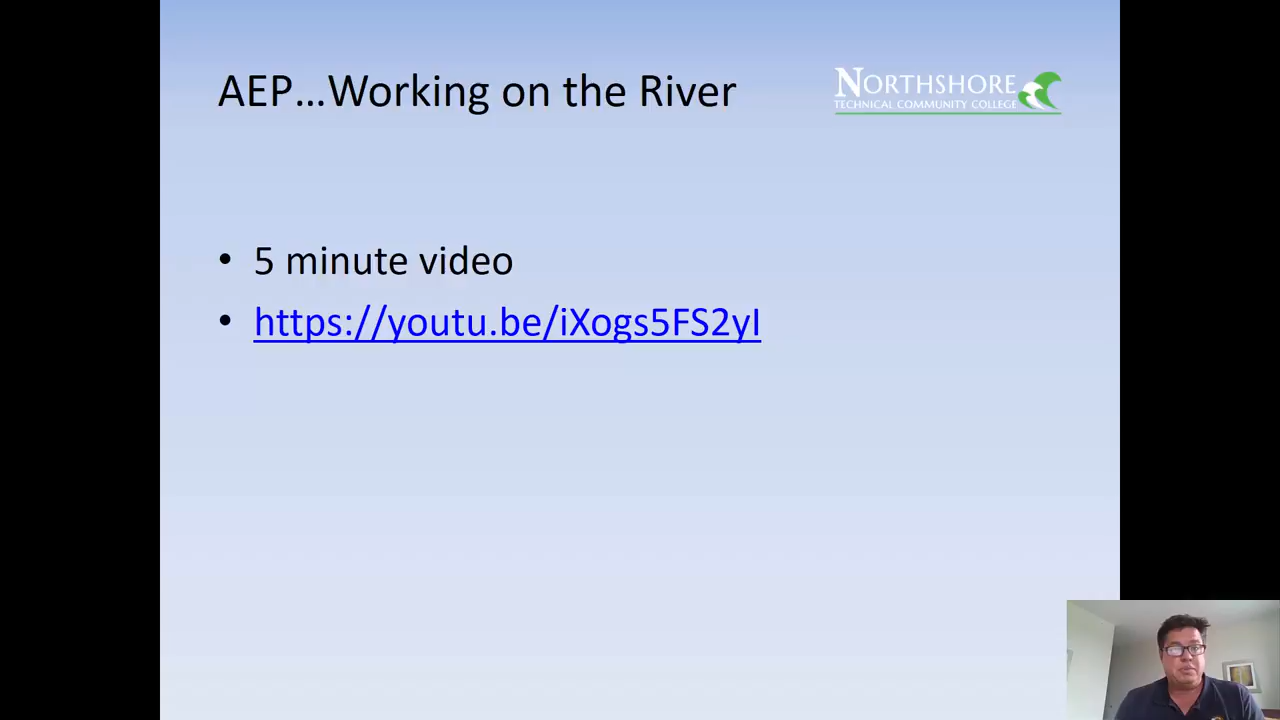 AEP…Working on the River
NORTHSHORE
TECHNICAL COMMUNITY COLLEGE
• 5 minute video
• https://youtu.be/iXogs5FS2yI